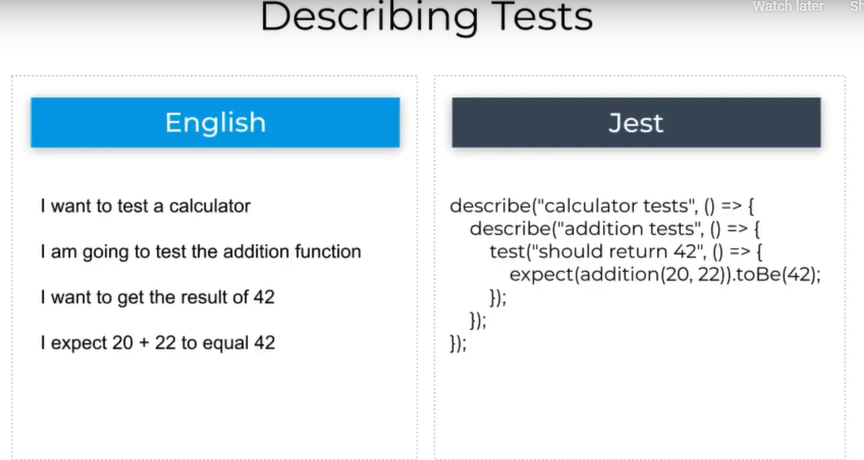 Describing Tests
Watch later
English
I want to test a calculator
I am going to test the addition function
I want to get the result of 42
I expect 20 + 22 to equal 42
Jest
describe("calculator tests", () => {
describe("addition tests", () => {
test("should return 42", () => {
expect(addition(20, 22)).toBe(42);
});
});
});